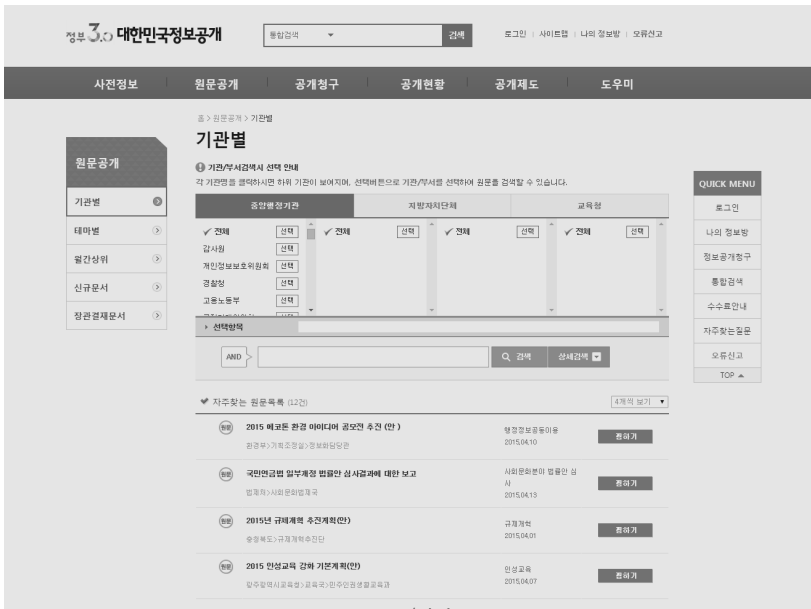 정부3.0 대한민국정보공개
통합검색 검색 로그인 사이트맵 나의 정보방 오류신고
사전정보 원문공개 공개청구 공개현황 공개제도 도우미
홈 > 원문공개 > 기관별
기관별
원문공개
기관별
테마별
월간상위
신규문서
장관결재문서
기관/부서검색시 선택 안내
각 기관명을 클릭하시면 하위 기관이 보여지며, 선택버튼으로 기관/부서를 선택하여 원문을 검색할 수 있습니다.
중앙행정기관 지방자치단체 교육청
전체 선택 전체 선택 전체 선택 전체 선택
감사원 선택
개인정보보호위원회 선택
경찰청 선택
고용노동부 선택
선택항목
AND 검색 상세검색
자주찾는 원문목록 (12건) 4개씩 보기
원문 2015 에코톤 환경 아이디어 공모전 추진 (안) 행정정보공동이용 찜하기
환경부>기획조정실>정보화담당관 2015.04.10
원문 국민연금법 일부개정 법률안 심사결과에 대한 보고 사회문화분야 법률안 심
사 찜하기
법제처>사회문화법제국 2015.04.13
원문 2015년 규제개혁 추진계획(안) 규제개혁 찜하기
충청북도>규제개혁추진단 2015.04.01
원문 2015 인성교육 강화 기본계획(안) 인성교육 찜하기
광주광역시교육청>교육국>민주인권생활교육과 2015.04.07
QUICK MENU
로그인
나의 정보방
정보공개청구
통합검색
수수료안내
자주찾는질문
오류신고
TOP